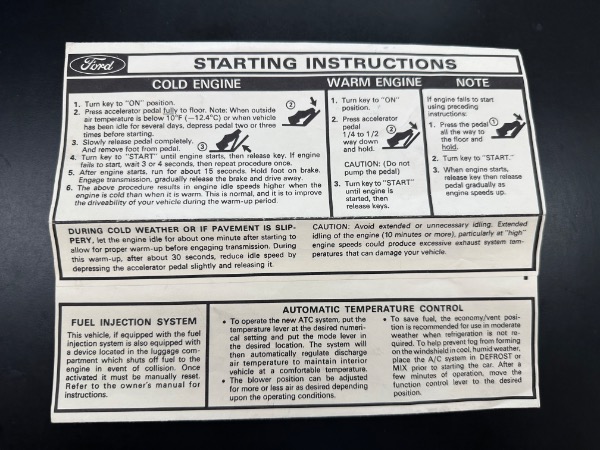 Ford
STARTING INSTRUCTIONS
COLD ENGINE
1. Turn key to "ON"
position.
2. Press accelerator pedal fully to floor. Note: When outside
air temperature is below 10°F (−12.4°C) or when vehicle
has been idle for several days, depress pedal two or three
times before starting.
3. Slowly release pedal completely.
And remove foot from pedal.
4. Turn key to "START" until engine starts, then release key. If engine
fails to start, wait 3 or 4 seconds, then repeat procedure once.
5. After engine starts, run for about 15 seconds. Hold foot on brake.
Engage transmission, gradually release the brake and drive away.
6. The above procedure results in engine idle speeds higher when the
engine is cold than when it is warm. This is normal, and it is to improve
the driveability of your vehicle during the warm-up period.
2
3
WARM ENGINE
1. Turn key to "ON"
position.
2. Press accelerator
pedal
1/4 to 1/2
way down
and hold.
2
CAUTION: (Do not
pump the pedal)
3. Turn key to "START"
until engine is
started, then
release keys.
NOTE
If engine fails to start
using preceding
instructions:
1. Press the pedal
all the way to
the floor and
hold.
1
2. Turn key to "START."
3. When engine starts,
release key then release
pedal gradually as
engine speeds up.
DURING COLD WEATHER OR IF PAVEMENT IS SLIP-
PERY, let the engine idle for about one minute after starting to
allow for proper warm-up before engaging transmission. During
this warm-up, after about 30 seconds, reduce idle speed by
depressing the accelerator pedal slightly and releasing it.
CAUTION: Avoid extended or unnecessary idling. Extended
idling of the engine (10 minutes or more), particularly at "high"
engine speeds could produce excessive exhaust system tem-
peratures that can damage your vehicle.
FUEL INJECTION SYSTEM
This vehicle, if equipped with the fuel
injection system is also equipped with
a device located in the luggage com-
partment which shuts off fuel to the
engine in event of collision. Once
activated it must be manually reset.
Refer to the owner's manual for
instructions.
AUTOMATIC TEMPERATURE CONTROL
• To operate the new ATC system, put the
temperature lever at the desired numeri-
cal setting and put the mode lever in
the desired location. The system will
then automatically regulate discharge
air temperature to maintain interior
vehicle at a comfortable temperature.
• The blower position can be adjusted
for more or less air as desired depending
upon the operating conditions.
• To save fuel, the economy/vent posi-
tion is recommended for use in moderate
weather when refrigeration is not re-
quired. To help prevent fog from forming
on the windshield in cool, humid weather,
place the A/C system in DEFROST or
MIX prior to starting the car. After a
few minutes of operation, move the
function control lever to the desired
position.